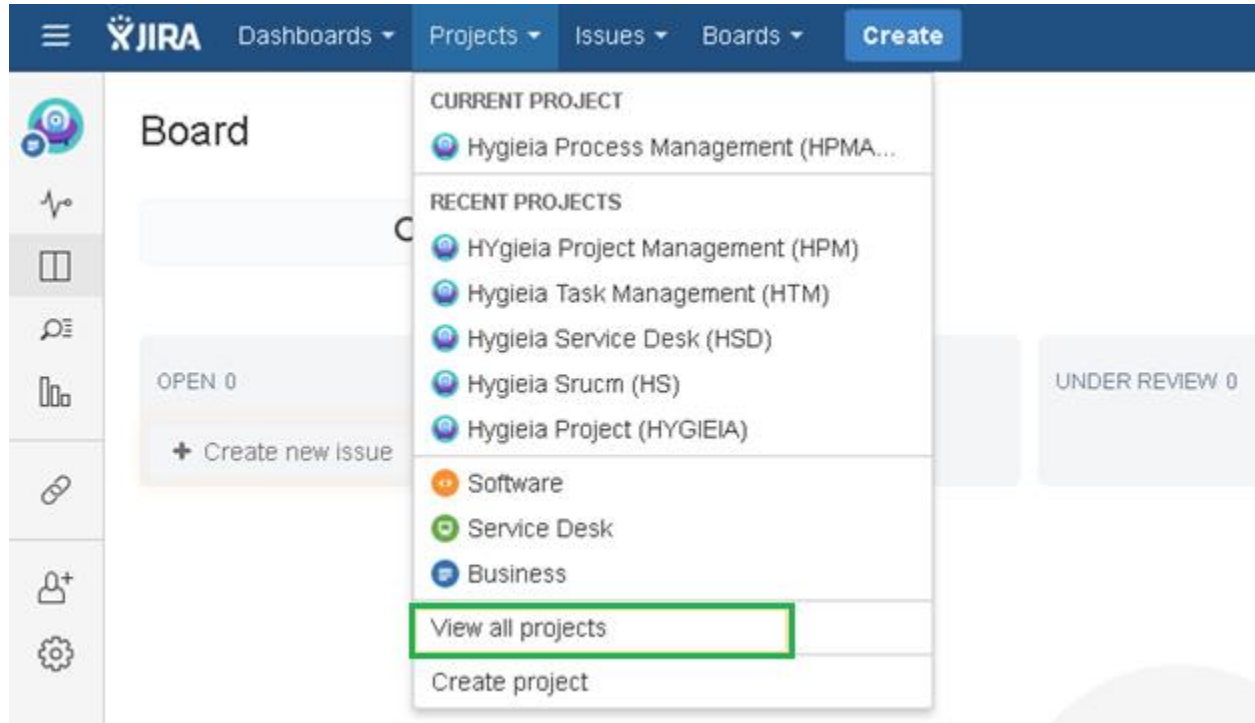 JIRA Dashboards Projects Issues Boards Create
Board
CURRENT PROJECT
Hygieia Process Management (HPMA...
RECENT PROJECTS
HYgieia Project Management (HPM)
Hygieia Task Management (HTM)
Hygieia Service Desk (HSD)
Hygieia Srucm (HS)
Hygieia Project (HYGIEIA)
Software
Service Desk
Business
View all projects
Create project
OPEN 0
+ Create new issue
UNDER REVIEW 0